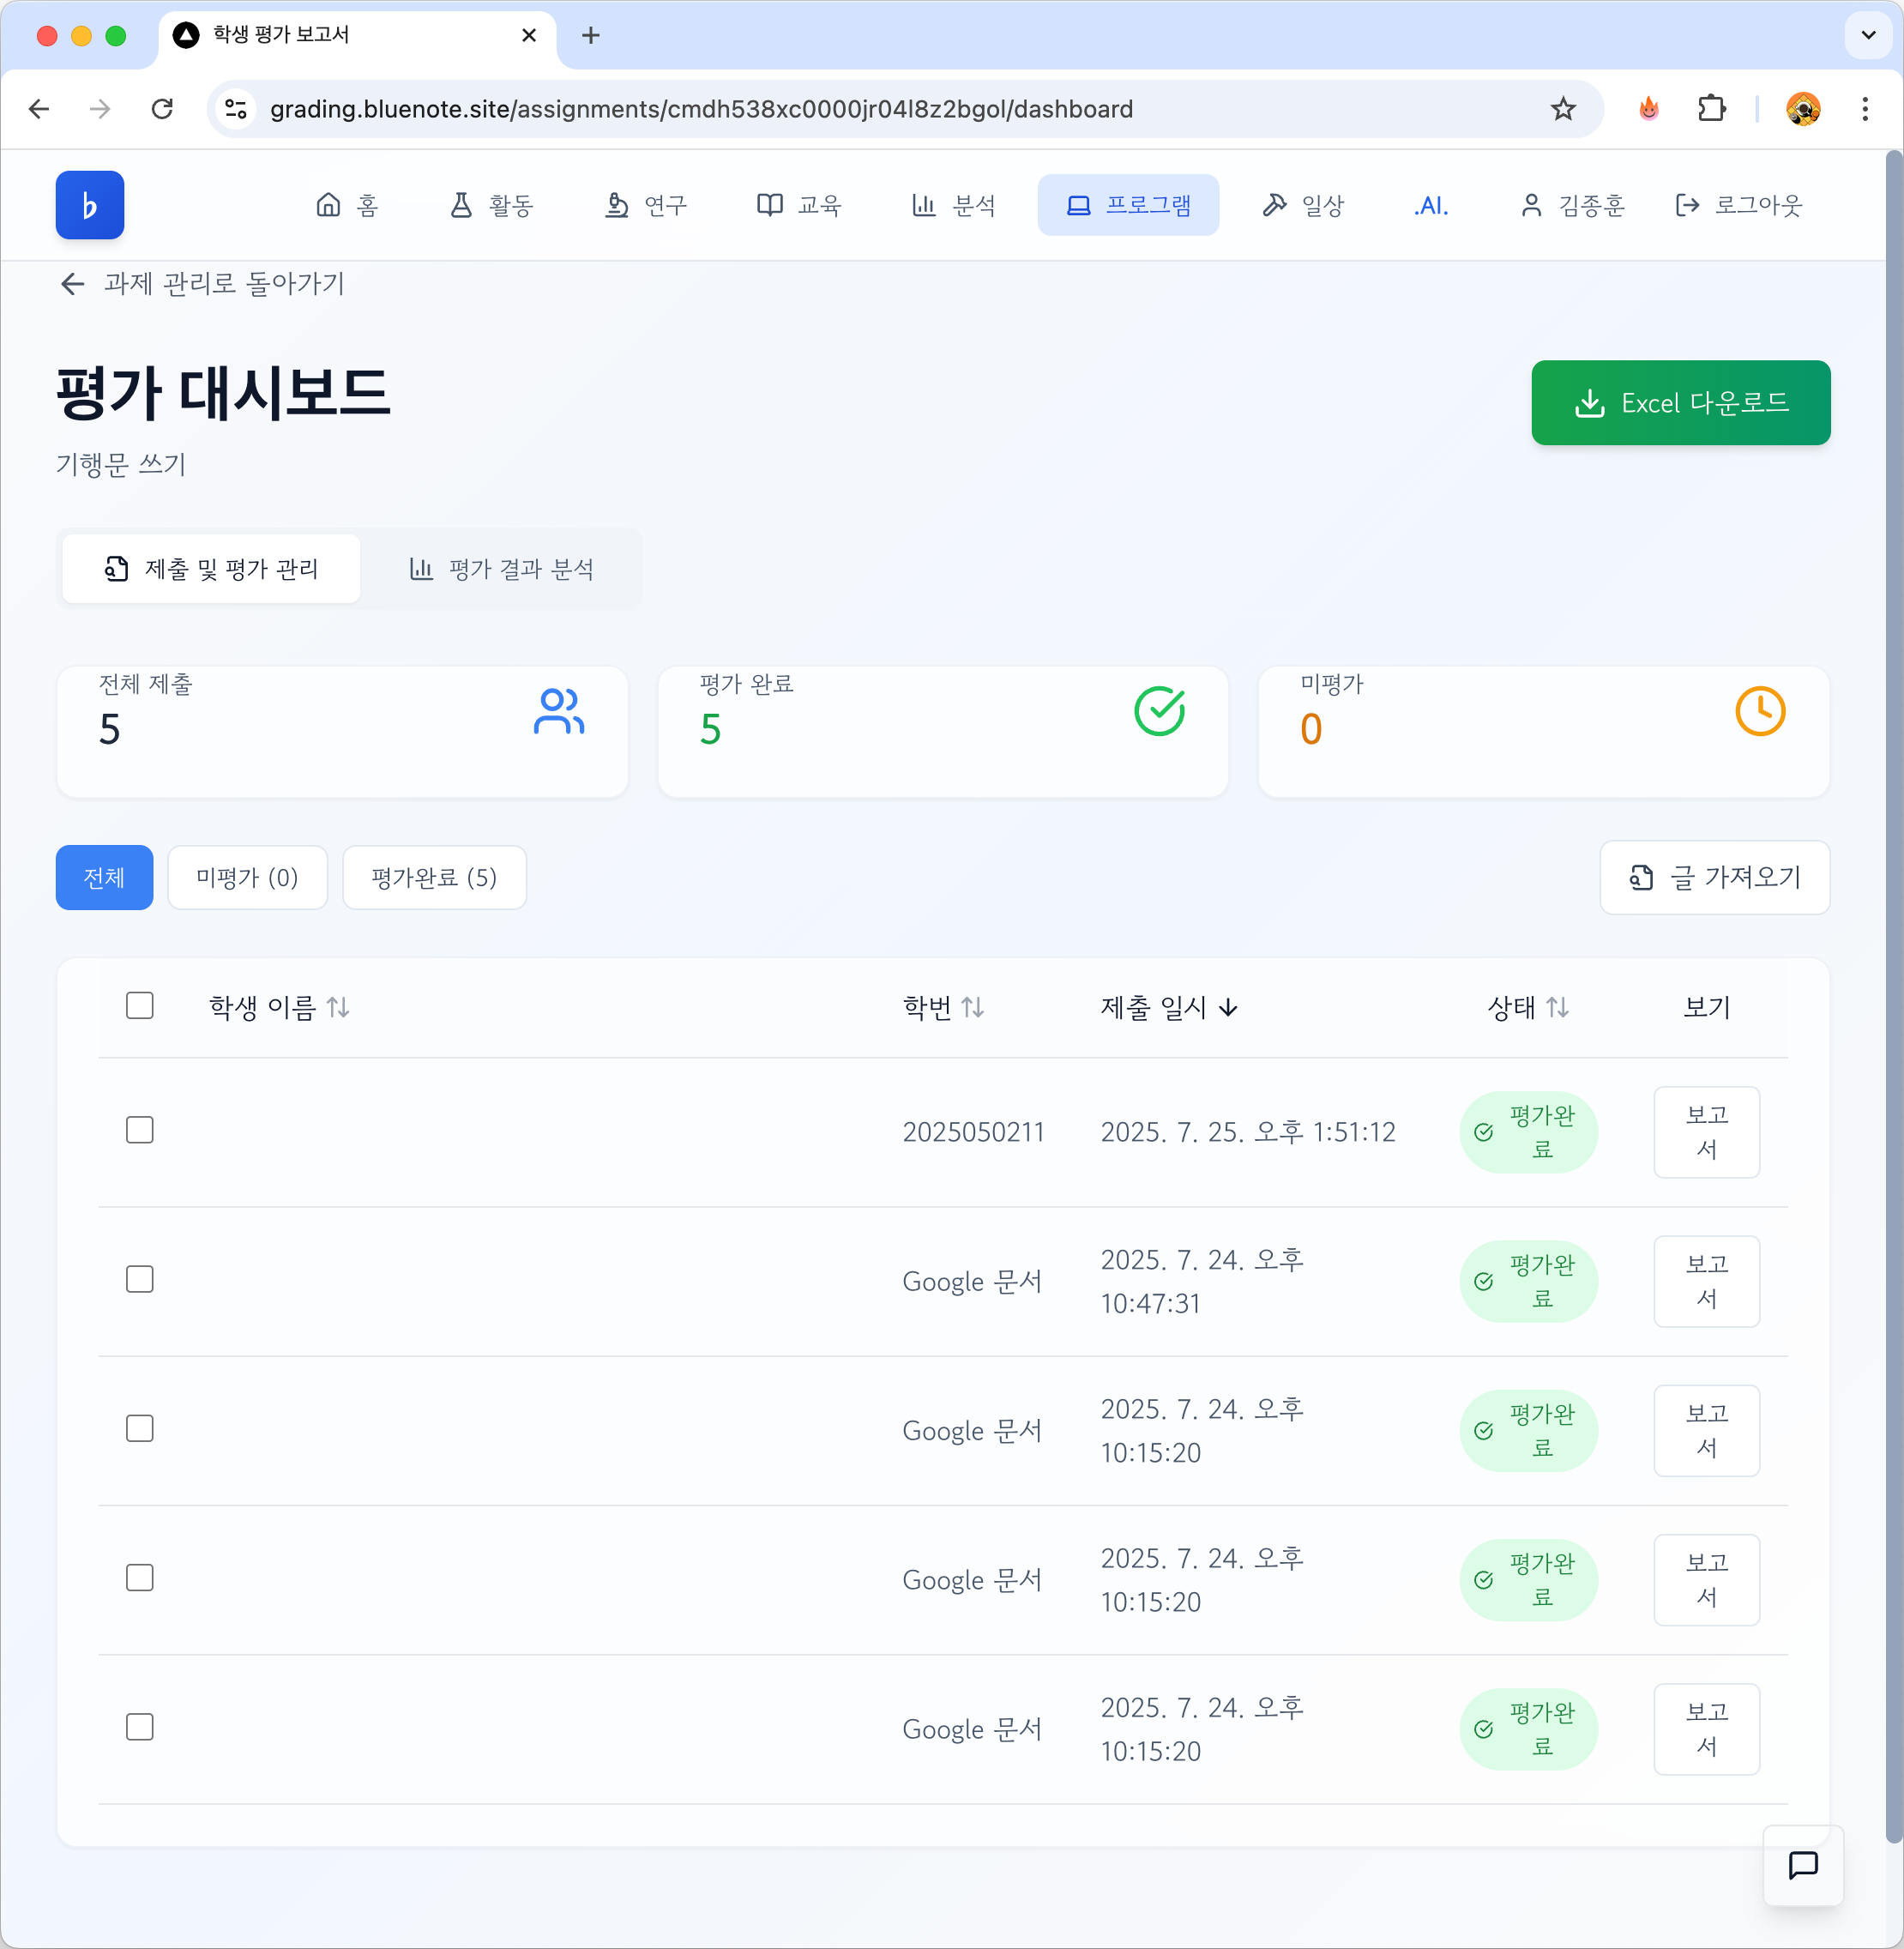 학생 평가 보고서
grading.bluenote.site/assignments/cmdh538xc0000jr04l8z2bgol/dashboard
♭ 홈 활동 연구 교육 분석 프로그램 일상 .AI. 김종훈 로그아웃
과제 관리로 돌아가기
평가 대시보드
Excel 다운로드
기행문 쓰기
제출 및 평가 관리 평가 결과 분석
전체 제출 평가 완료 미평가
5 5 0
전체 미평가 (0) 평가완료 (5) 글 가져오기
학생 이름 학번 제출 일시 상태 보기
2025050211 2025. 7. 25. 오후 1:51:12 평가완
료 보고
서
Google 문서 2025. 7. 24. 오후
10:47:31 평가완
료 보고
서
Google 문서 2025. 7. 24. 오후
10:15:20 평가완
료 보고
서
Google 문서 2025. 7. 24. 오후
10:15:20 평가완
료 보고
서
Google 문서 2025. 7. 24. 오후
10:15:20 평가완
료 보고
서